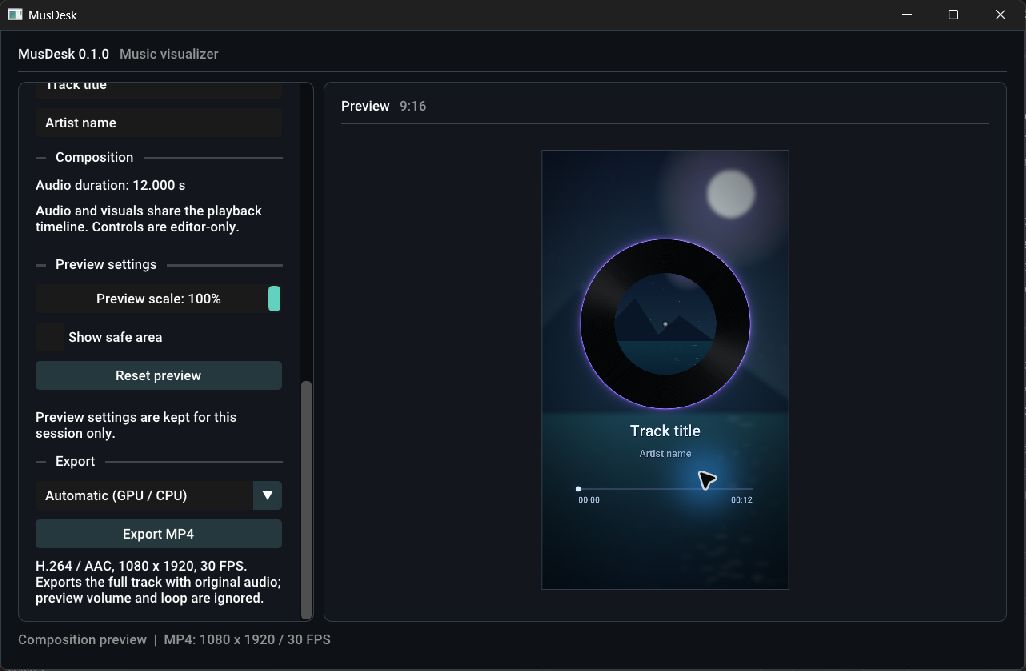 MusDesk
MusDesk 0.1.0 Music visualizer
Track title
Artist name
Composition
Audio duration: 12.000 s
Audio and visuals share the playback
timeline. Controls are editor-only.
Preview settings
Preview scale: 100%
Show safe area
Reset preview
Preview settings are kept for this
session only.
Export
Automatic (GPU / CPU)
Export MP4
H.264 / AAC, 1080 x 1920, 30 FPS.
Exports the full track with original audio;
preview volume and loop are ignored.
Preview 9:16
Track title
Artist name
00:00 00:12
Composition preview | MP4: 1080 x 1920 / 30 FPS